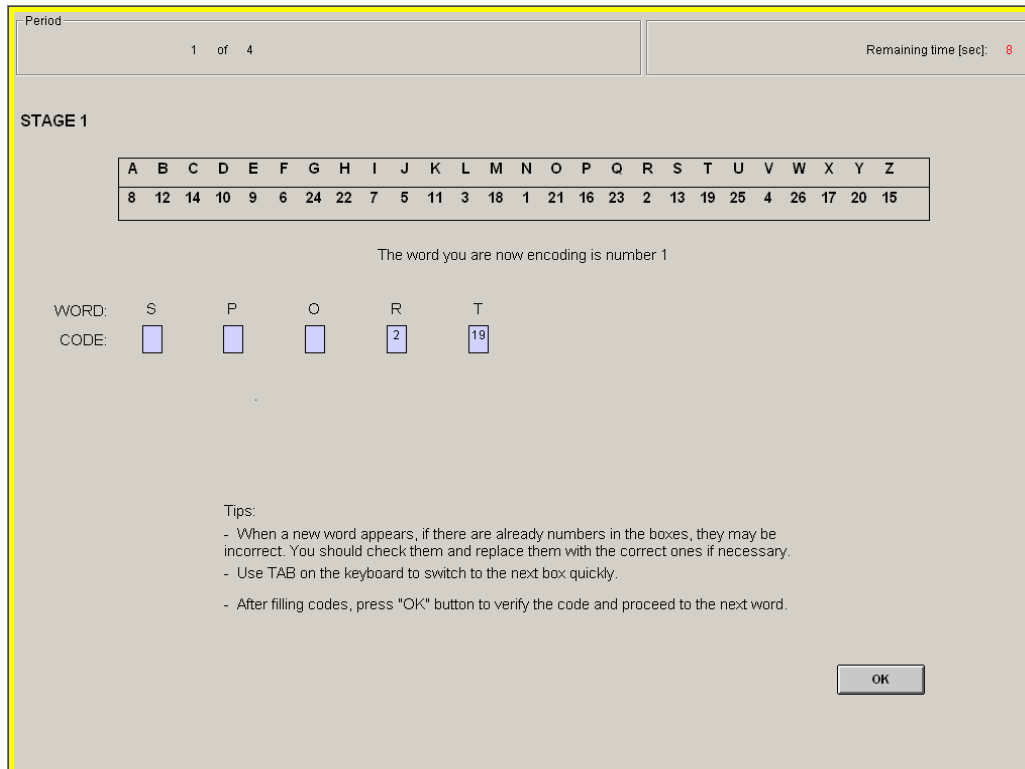 Period
1 of 4
Remaining time [sec]: 8
STAGE 1
A B C D E F G H I J K L M N O P Q R S T U V W X Y Z
8 12 14 10 9 6 24 22 7 5 11 3 18 1 21 16 23 2 13 19 25 4 26 17 20 15
The word you are now encoding is number 1
WORD: S P O R T
CODE: 2 19
Tips:
- When a new word appears, if there are already numbers in the boxes, they may be
incorrect. You should check them and replace them with the correct ones if necessary.
- Use TAB on the keyboard to switch to the next box quickly.
- After filling codes, press "OK" button to verify the code and proceed to the next word.
OK